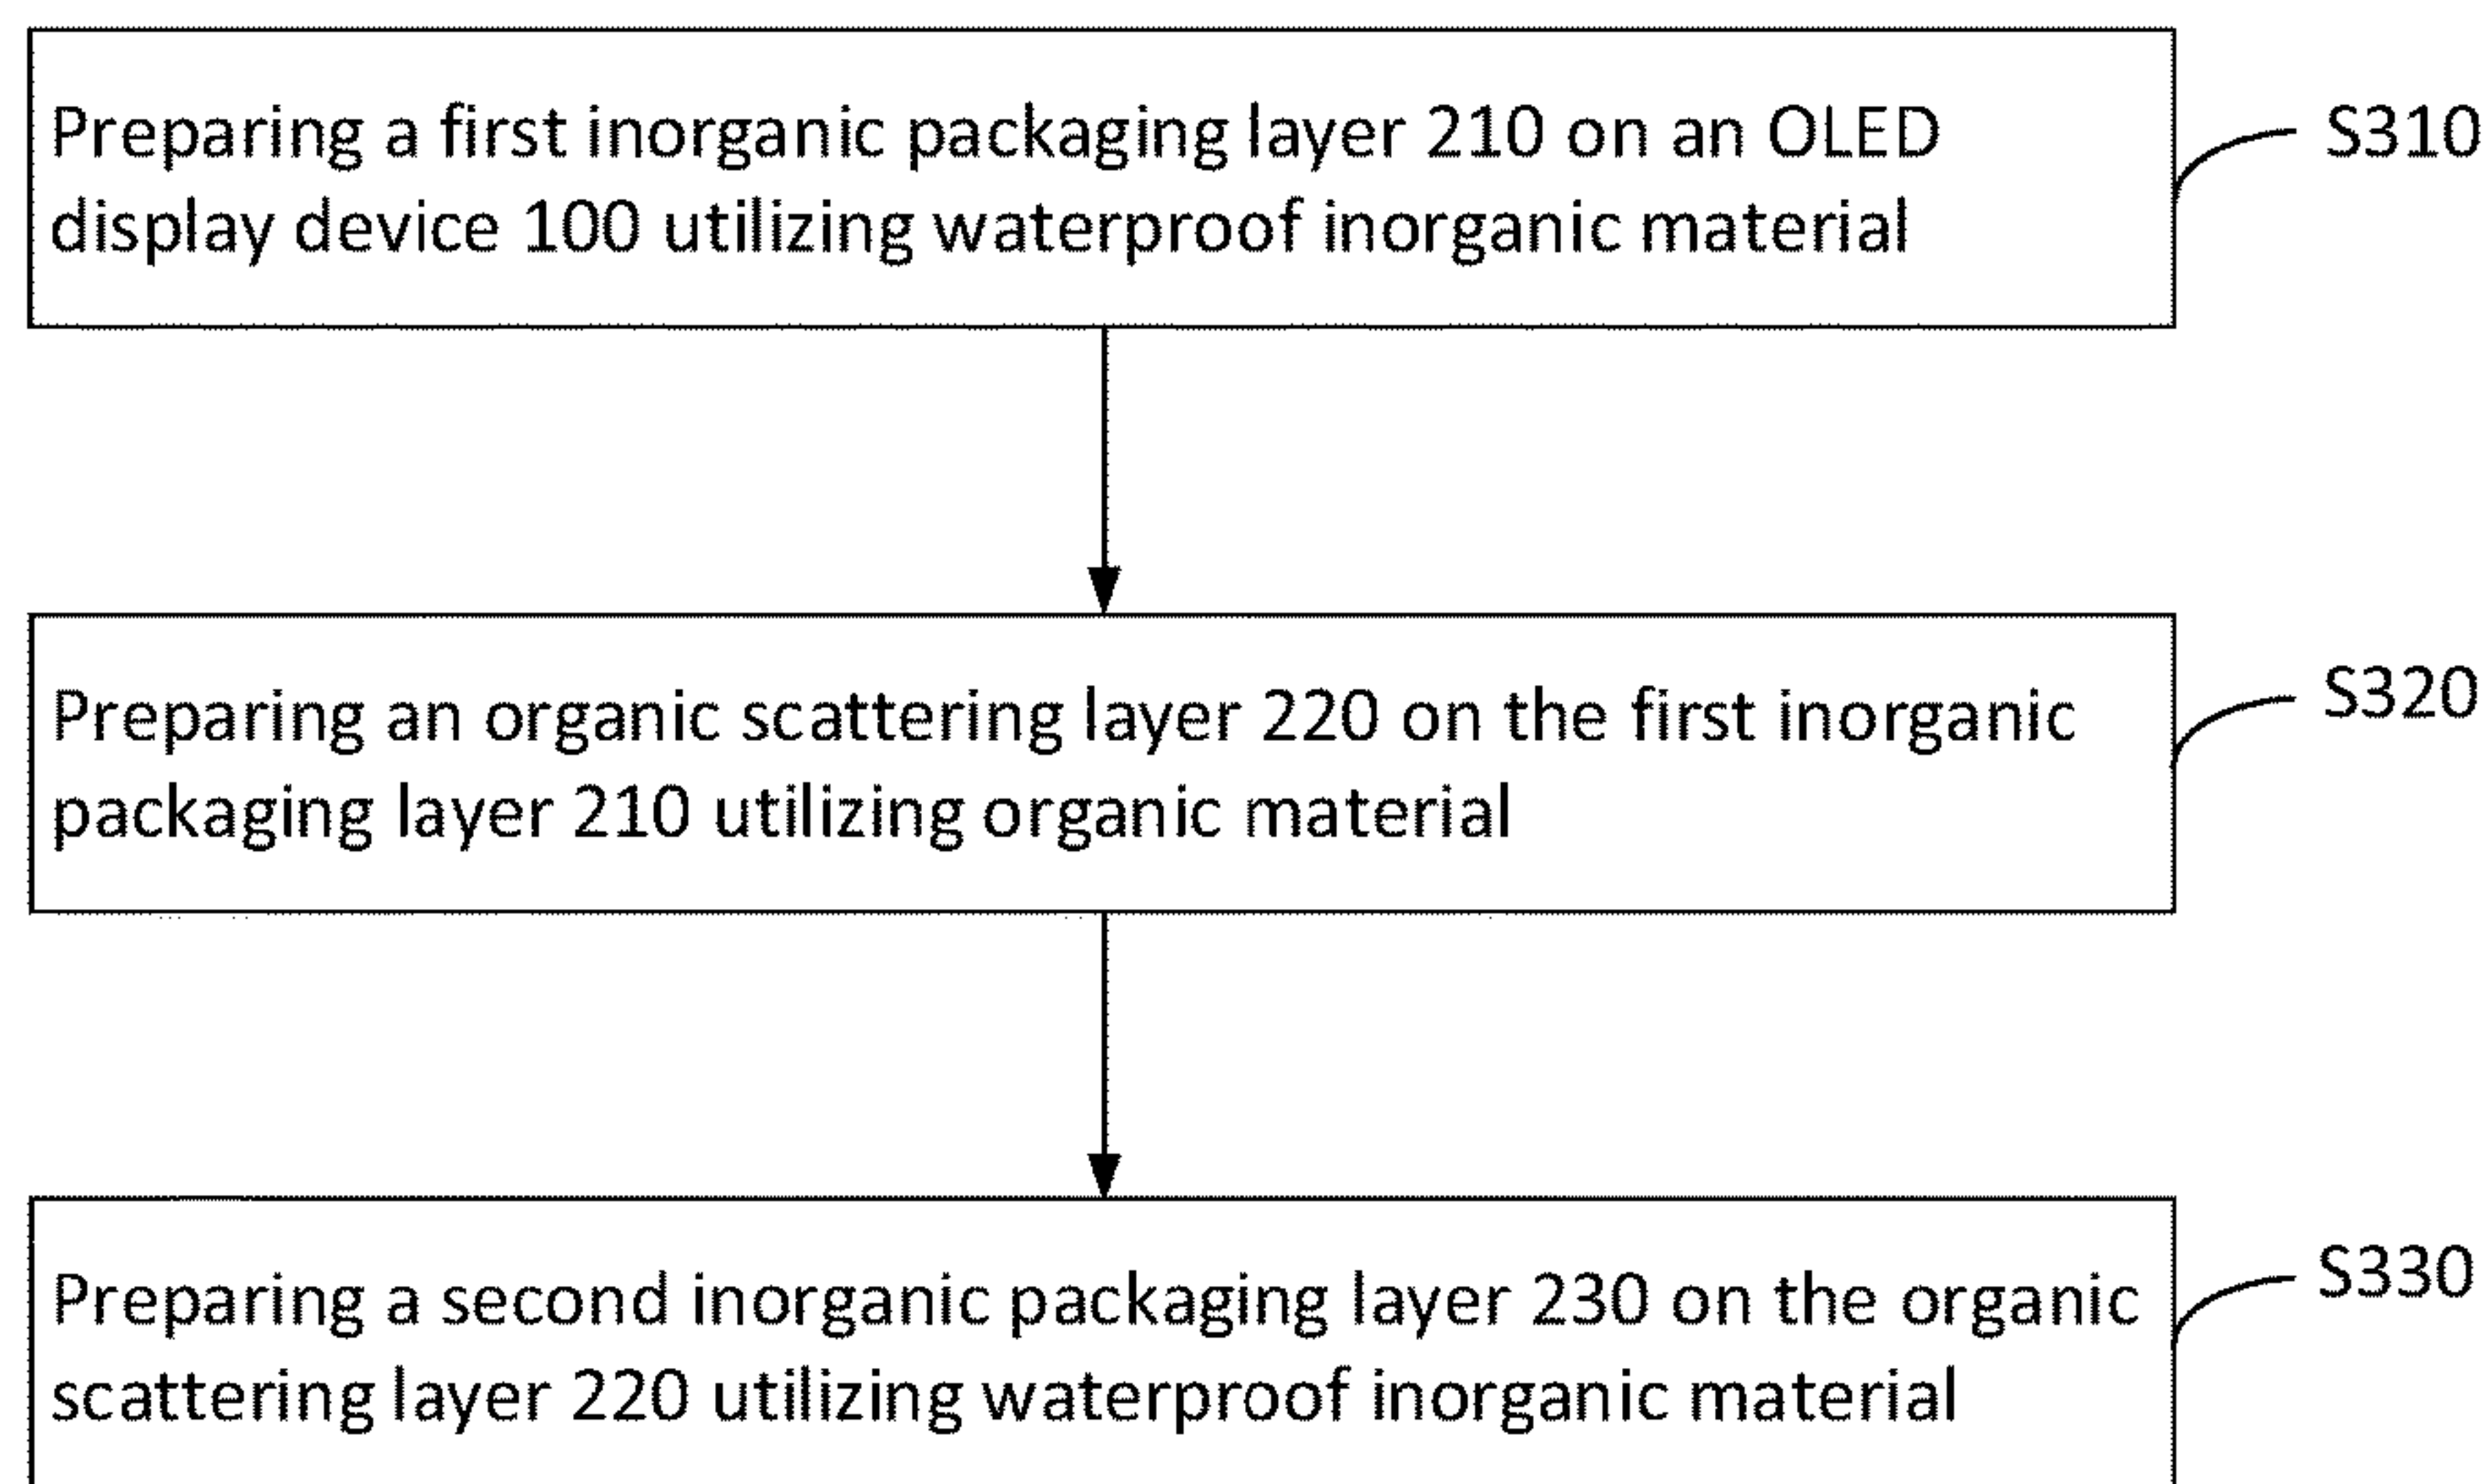 Preparing a first inorganic packaging layer 210 on an OLED
display device 100 utilizing waterproof inorganic material
S310
Preparing an organic scattering layer 220 on the first inorganic
packaging layer 210 utilizing organic material
S320
Preparing a second inorganic packaging layer 230 on the organic
scattering layer 220 utilizing waterproof inorganic material
S330